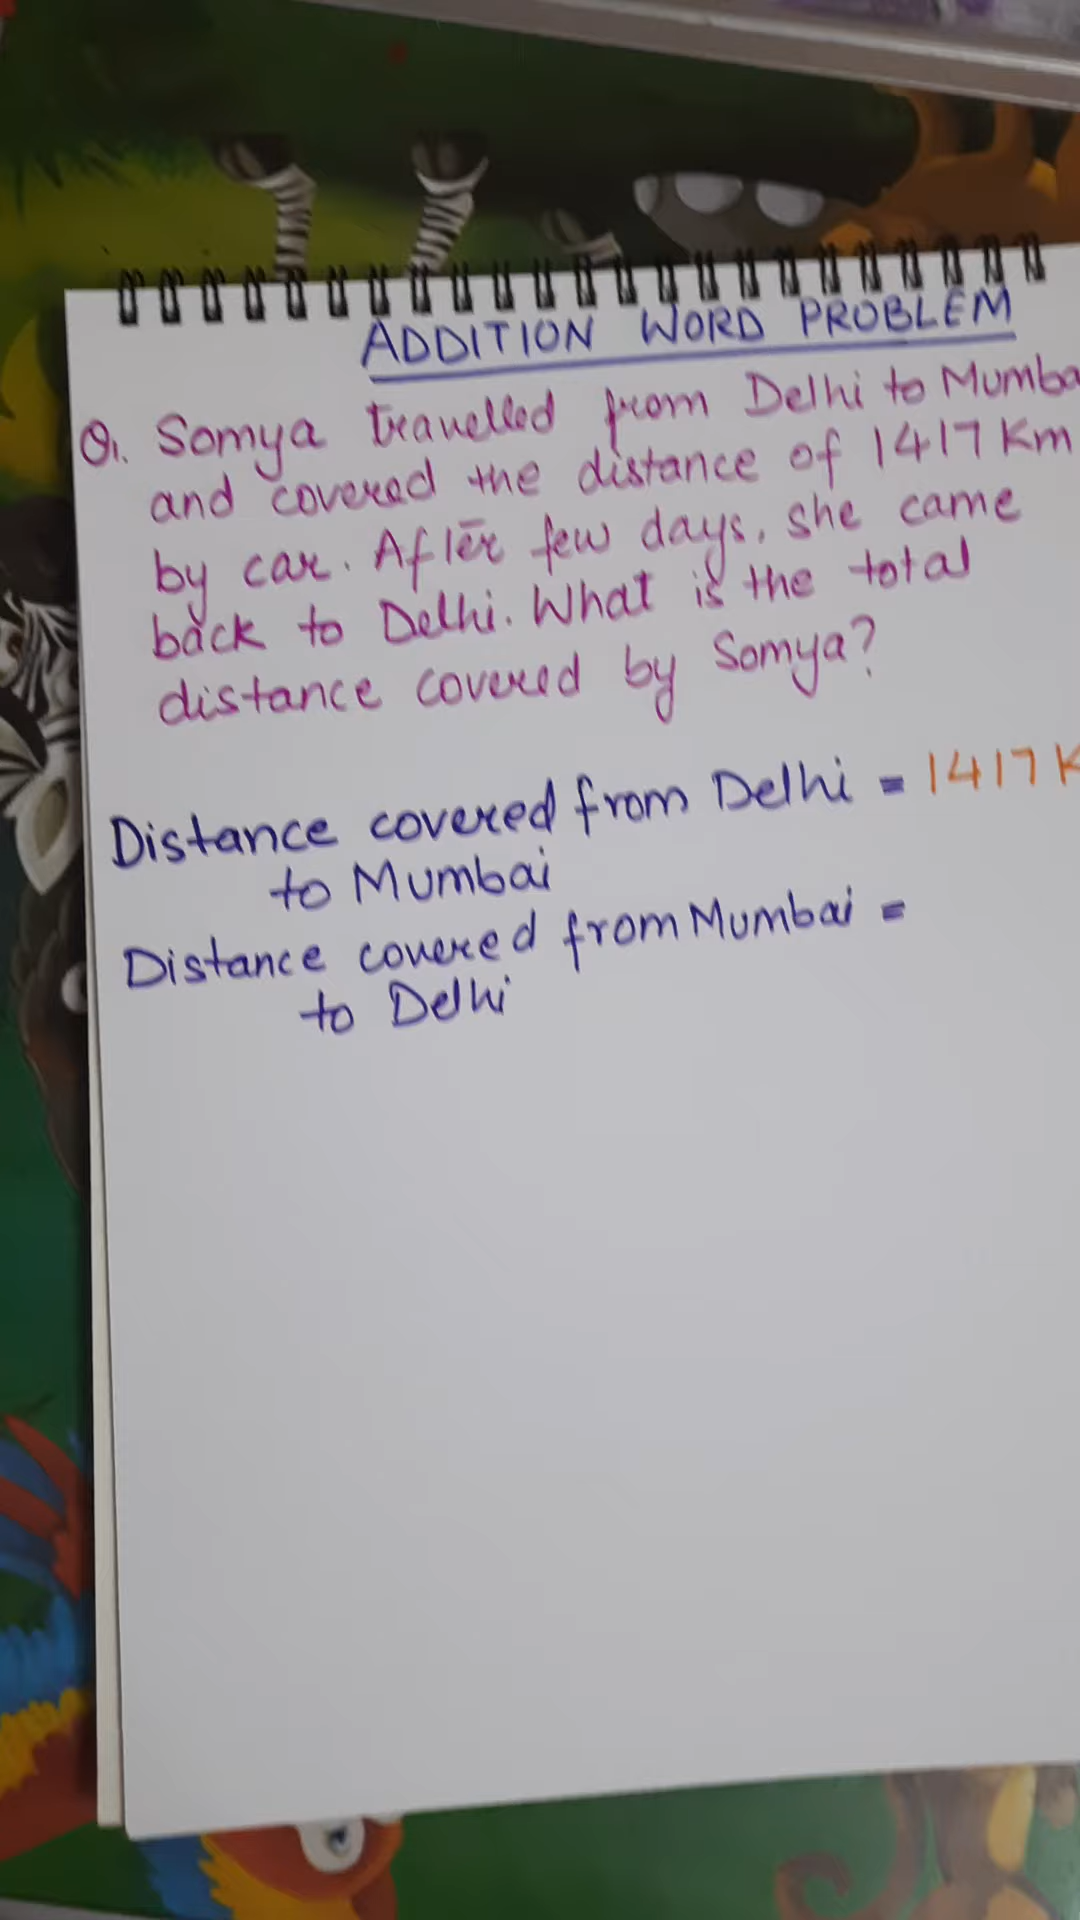 ADDITION WORD PROBLEM
Q1. Somya travelled from Delhi to Mumba
and covered the distance of 1417 Km
by car. After few days, she came
back to Delhi. What is the total
distance covered by Somya?
Distance covered from Delhi = 1417 K
to Mumbai
Distance covered from Mumbai =
to Delhi